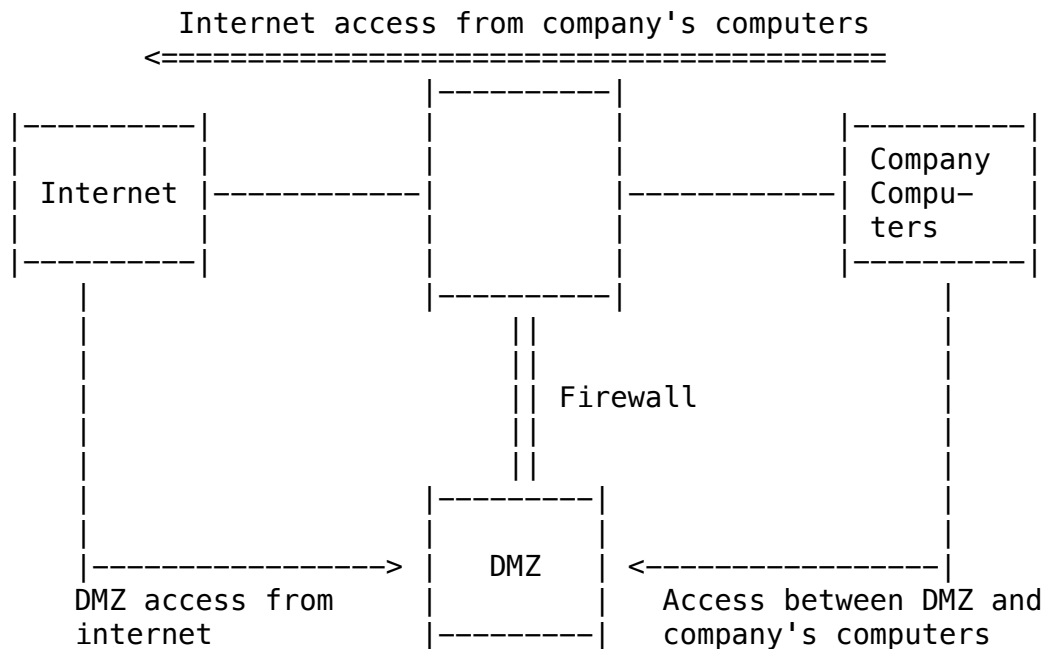 Internet access from company's computers
Internet
Company
Compu-
ters
Firewall
DMZ
DMZ access from
internet
Access between DMZ and
company's computers